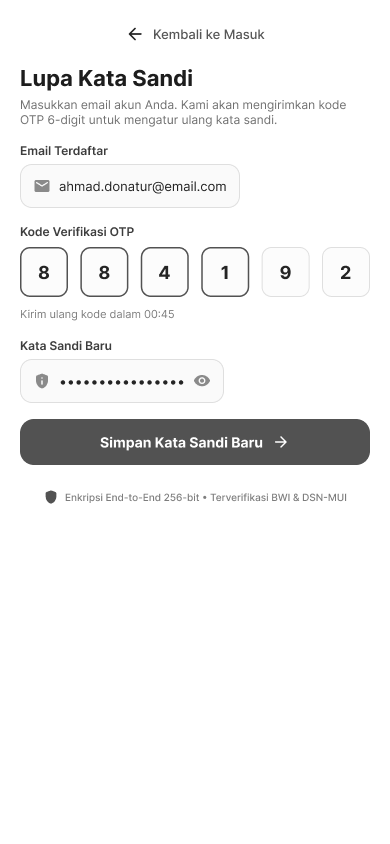 Kembali ke Masuk
Lupa Kata Sandi
Masukkan email akun Anda. Kami akan mengirimkan kode
OTP 6-digit untuk mengatur ulang kata sandi.
Email Terdaftar
ahmad.donatur@email.com
Kode Verifikasi OTP
8 8 4 1 9 2
Kirim ulang kode dalam 00:45
Kata Sandi Baru
••••••••••••••••
Simpan Kata Sandi Baru
Enkripsi End-to-End 256-bit • Terverifikasi BWI & DSN-MUI